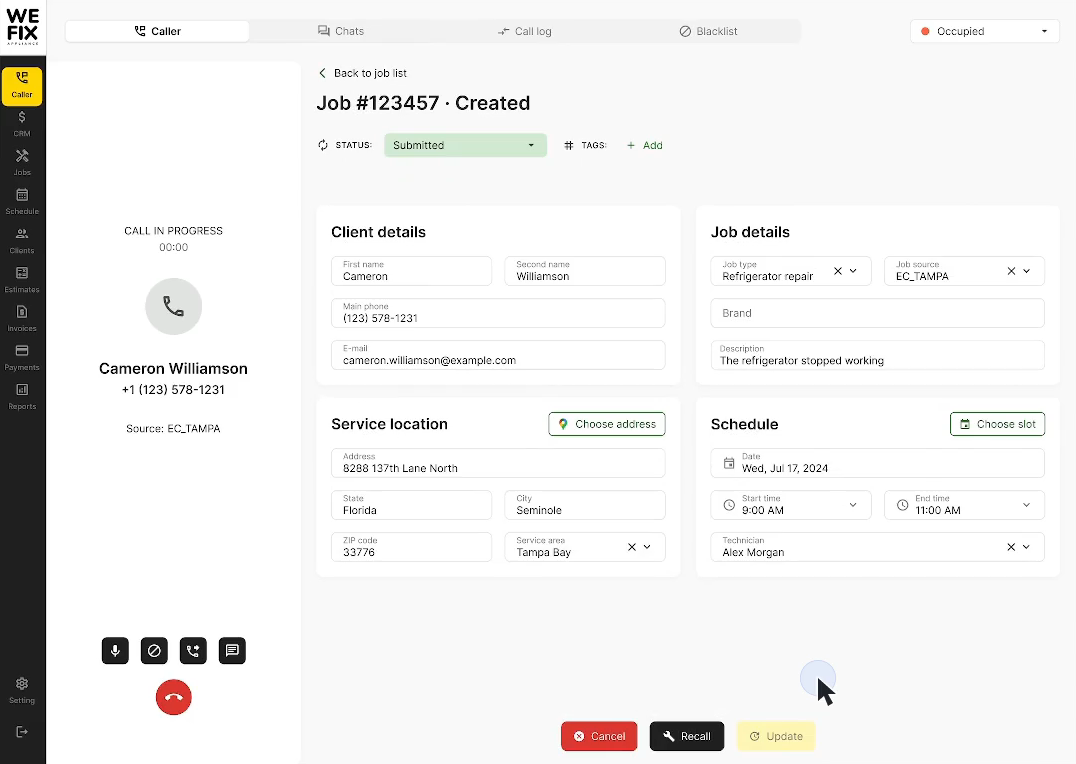 WE
FIX
APPLIANCE
Caller
Chats
Call log
Blacklist
Occupied
Caller
CRM
Jobs
Schedule
Clients
Estimates
Invoices
Payments
Reports
Setting
CALL IN PROGRESS
00:00
Cameron Williamson
+1 (123) 578-1231
Source: EC_TAMPA
Back to job list
Job #123457 · Created
STATUS:
Submitted
TAGS:
+ Add
Client details
First name
Cameron
Second name
Williamson
Main phone
(123) 578-1231
E-mail
cameron.williamson@example.com
Job details
Job type
Refrigerator repair
Job source
EC_TAMPA
Brand
Description
The refrigerator stopped working
Service location
Choose address
Address
8288 137th Lane North
State
Florida
City
Seminole
ZIP code
33776
Service area
Tampa Bay
Schedule
Choose slot
Date
Wed, Jul 17, 2024
Start time
9:00 AM
End time
11:00 AM
Technician
Alex Morgan
Cancel
Recall
Update